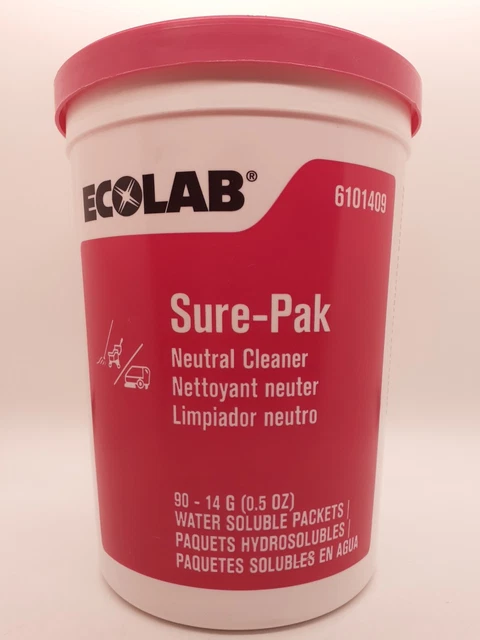 ECOLAB®
6101409
Sure-Pak
Neutral Cleaner
Nettoyant neuter
Limpiador neutro
90 - 14 G (0.5 OZ)
WATER SOLUBLE PACKETS |
PAQUETS HYDROSOLUBLES |
PAQUETES SOLUBLES EN AGUA